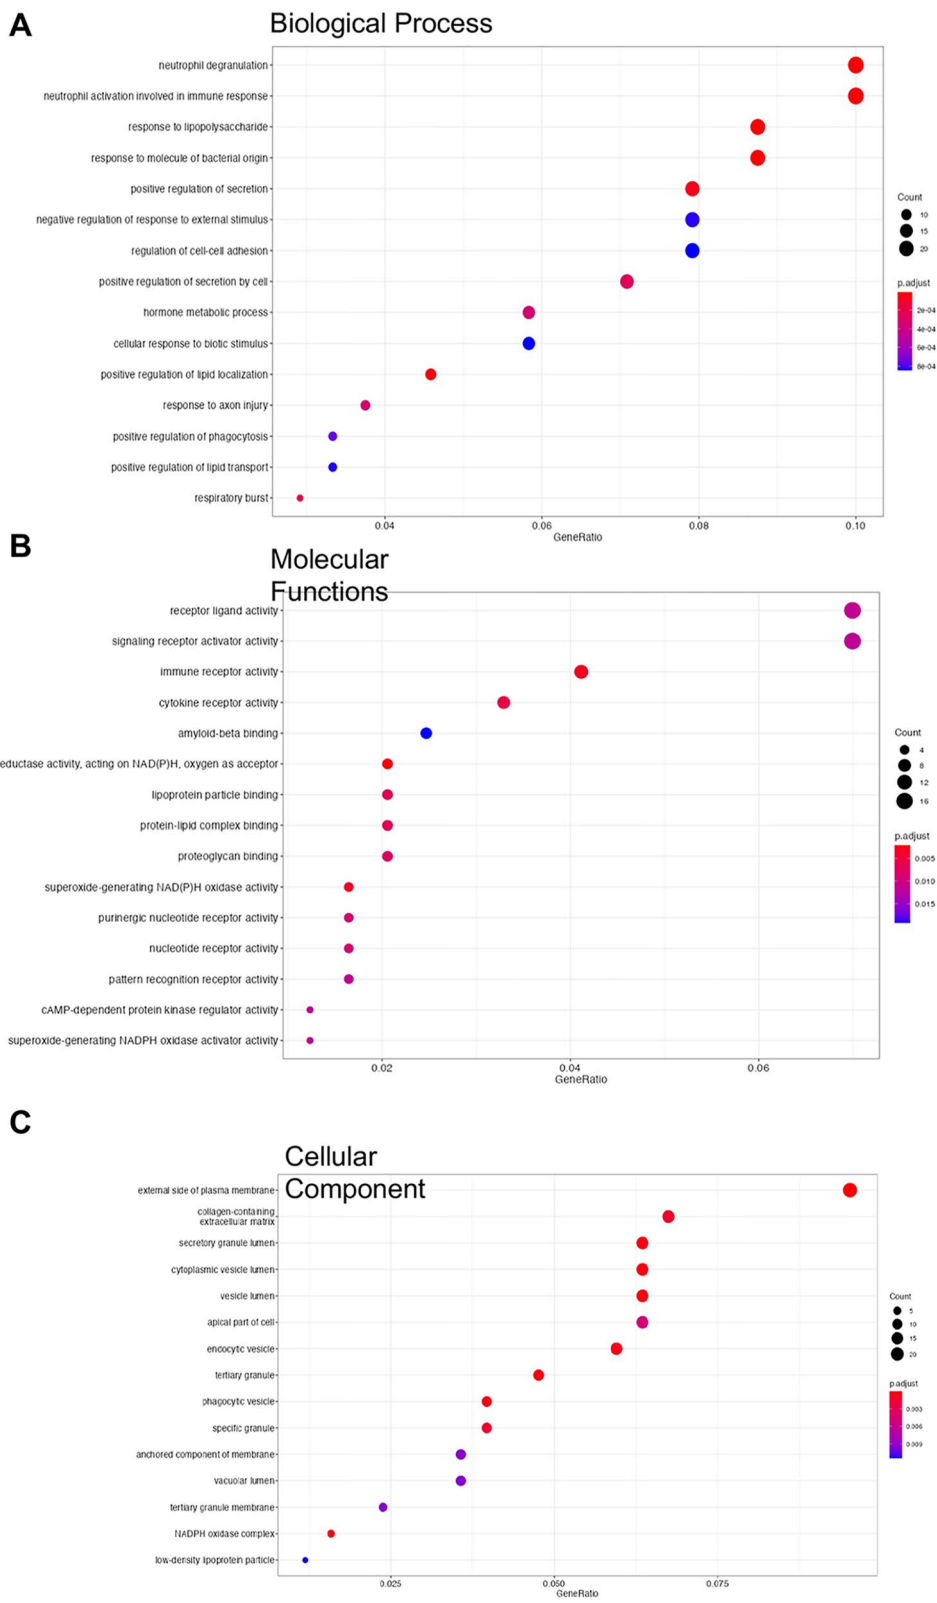 A
Biological Process
neutrophil degranulation
neutrophil activation involved in immune response
response to lipopolysaccharide
response to molecule of bacterial origin
positive regulation of secretion
negative regulation of response to external stimulus
regulation of cell-cell adhesion
positive regulation of secretion by cell
hormone metabolic process
cellular response to biotic stimulus
positive regulation of lipid localization
response to axon injury
positive regulation of phagocytosis
positive regulation of lipid transport
respiratory burst
0.04 0.06 0.08 0.10
GeneRatio
Count
10
15
20
p.adjust
2e-04
4e-04
6e-04
8e-04
B
Molecular
Functions
receptor ligand activity
signaling receptor activator activity
immune receptor activity
cytokine receptor activity
amyloid-beta binding
eductase activity, acting on NAD(P)H, oxygen as acceptor
lipoprotein particle binding
protein-lipid complex binding
proteoglycan binding
superoxide-generating NAD(P)H oxidase activity
purinergic nucleotide receptor activity
nucleotide receptor activity
pattern recognition receptor activity
cAMP-dependent protein kinase regulator activity
superoxide-generating NADPH oxidase activator activity
0.02 0.04 0.06
GeneRatio
Count
4
8
12
16
p.adjust
0.005
0.010
0.015
C
Cellular
Component
external side of plasma membrane
collagen-containing
extracellular matrix
secretory granule lumen
cytoplasmic vesicle lumen
vesicle lumen
apical part of cell
encocytic vesicle
tertiary granule
phagocytic vesicle
specific granule
anchored component of membrane
vacuolar lumen
tertiary granule membrane
NADPH oxidase complex
low-density lipoprotein particle
0.025 0.050 0.075
GeneRatio
Count
5
10
15
20
p.adjust
0.003
0.006
0.009